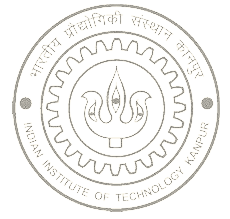 भारतीय प्रौद्योगिकी संस्थान कानपुर
INDIAN INSTITUTE OF TECHNOLOGY KANPUR